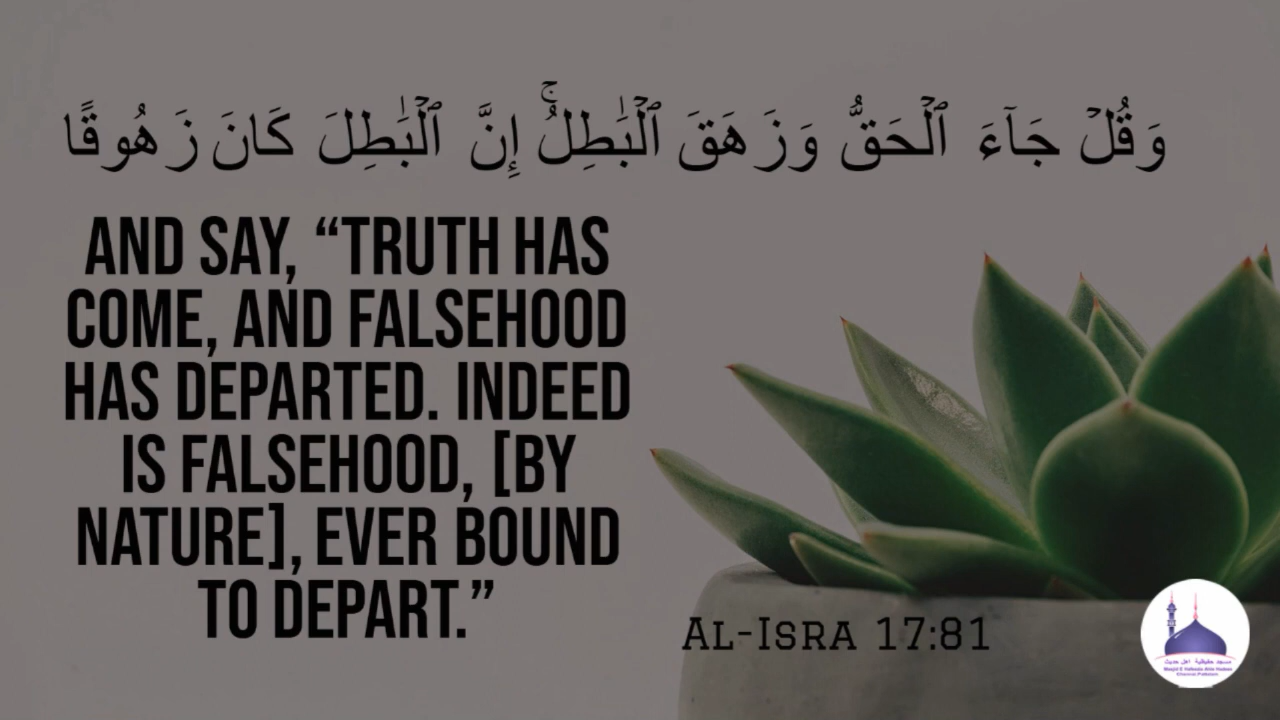 وَقُلْ جَآءَ ٱلْحَقُّ وَزَهَقَ ٱلْبَـٰطِلُ ۚ إِنَّ ٱلْبَـٰطِلَ كَانَ زَهُوقًا
AND SAY, “TRUTH HAS
COME, AND FALSEHOOD
HAS DEPARTED. INDEED
IS FALSEHOOD, [BY
NATURE], EVER BOUND
TO DEPART.”
AL-ISRA 17:81